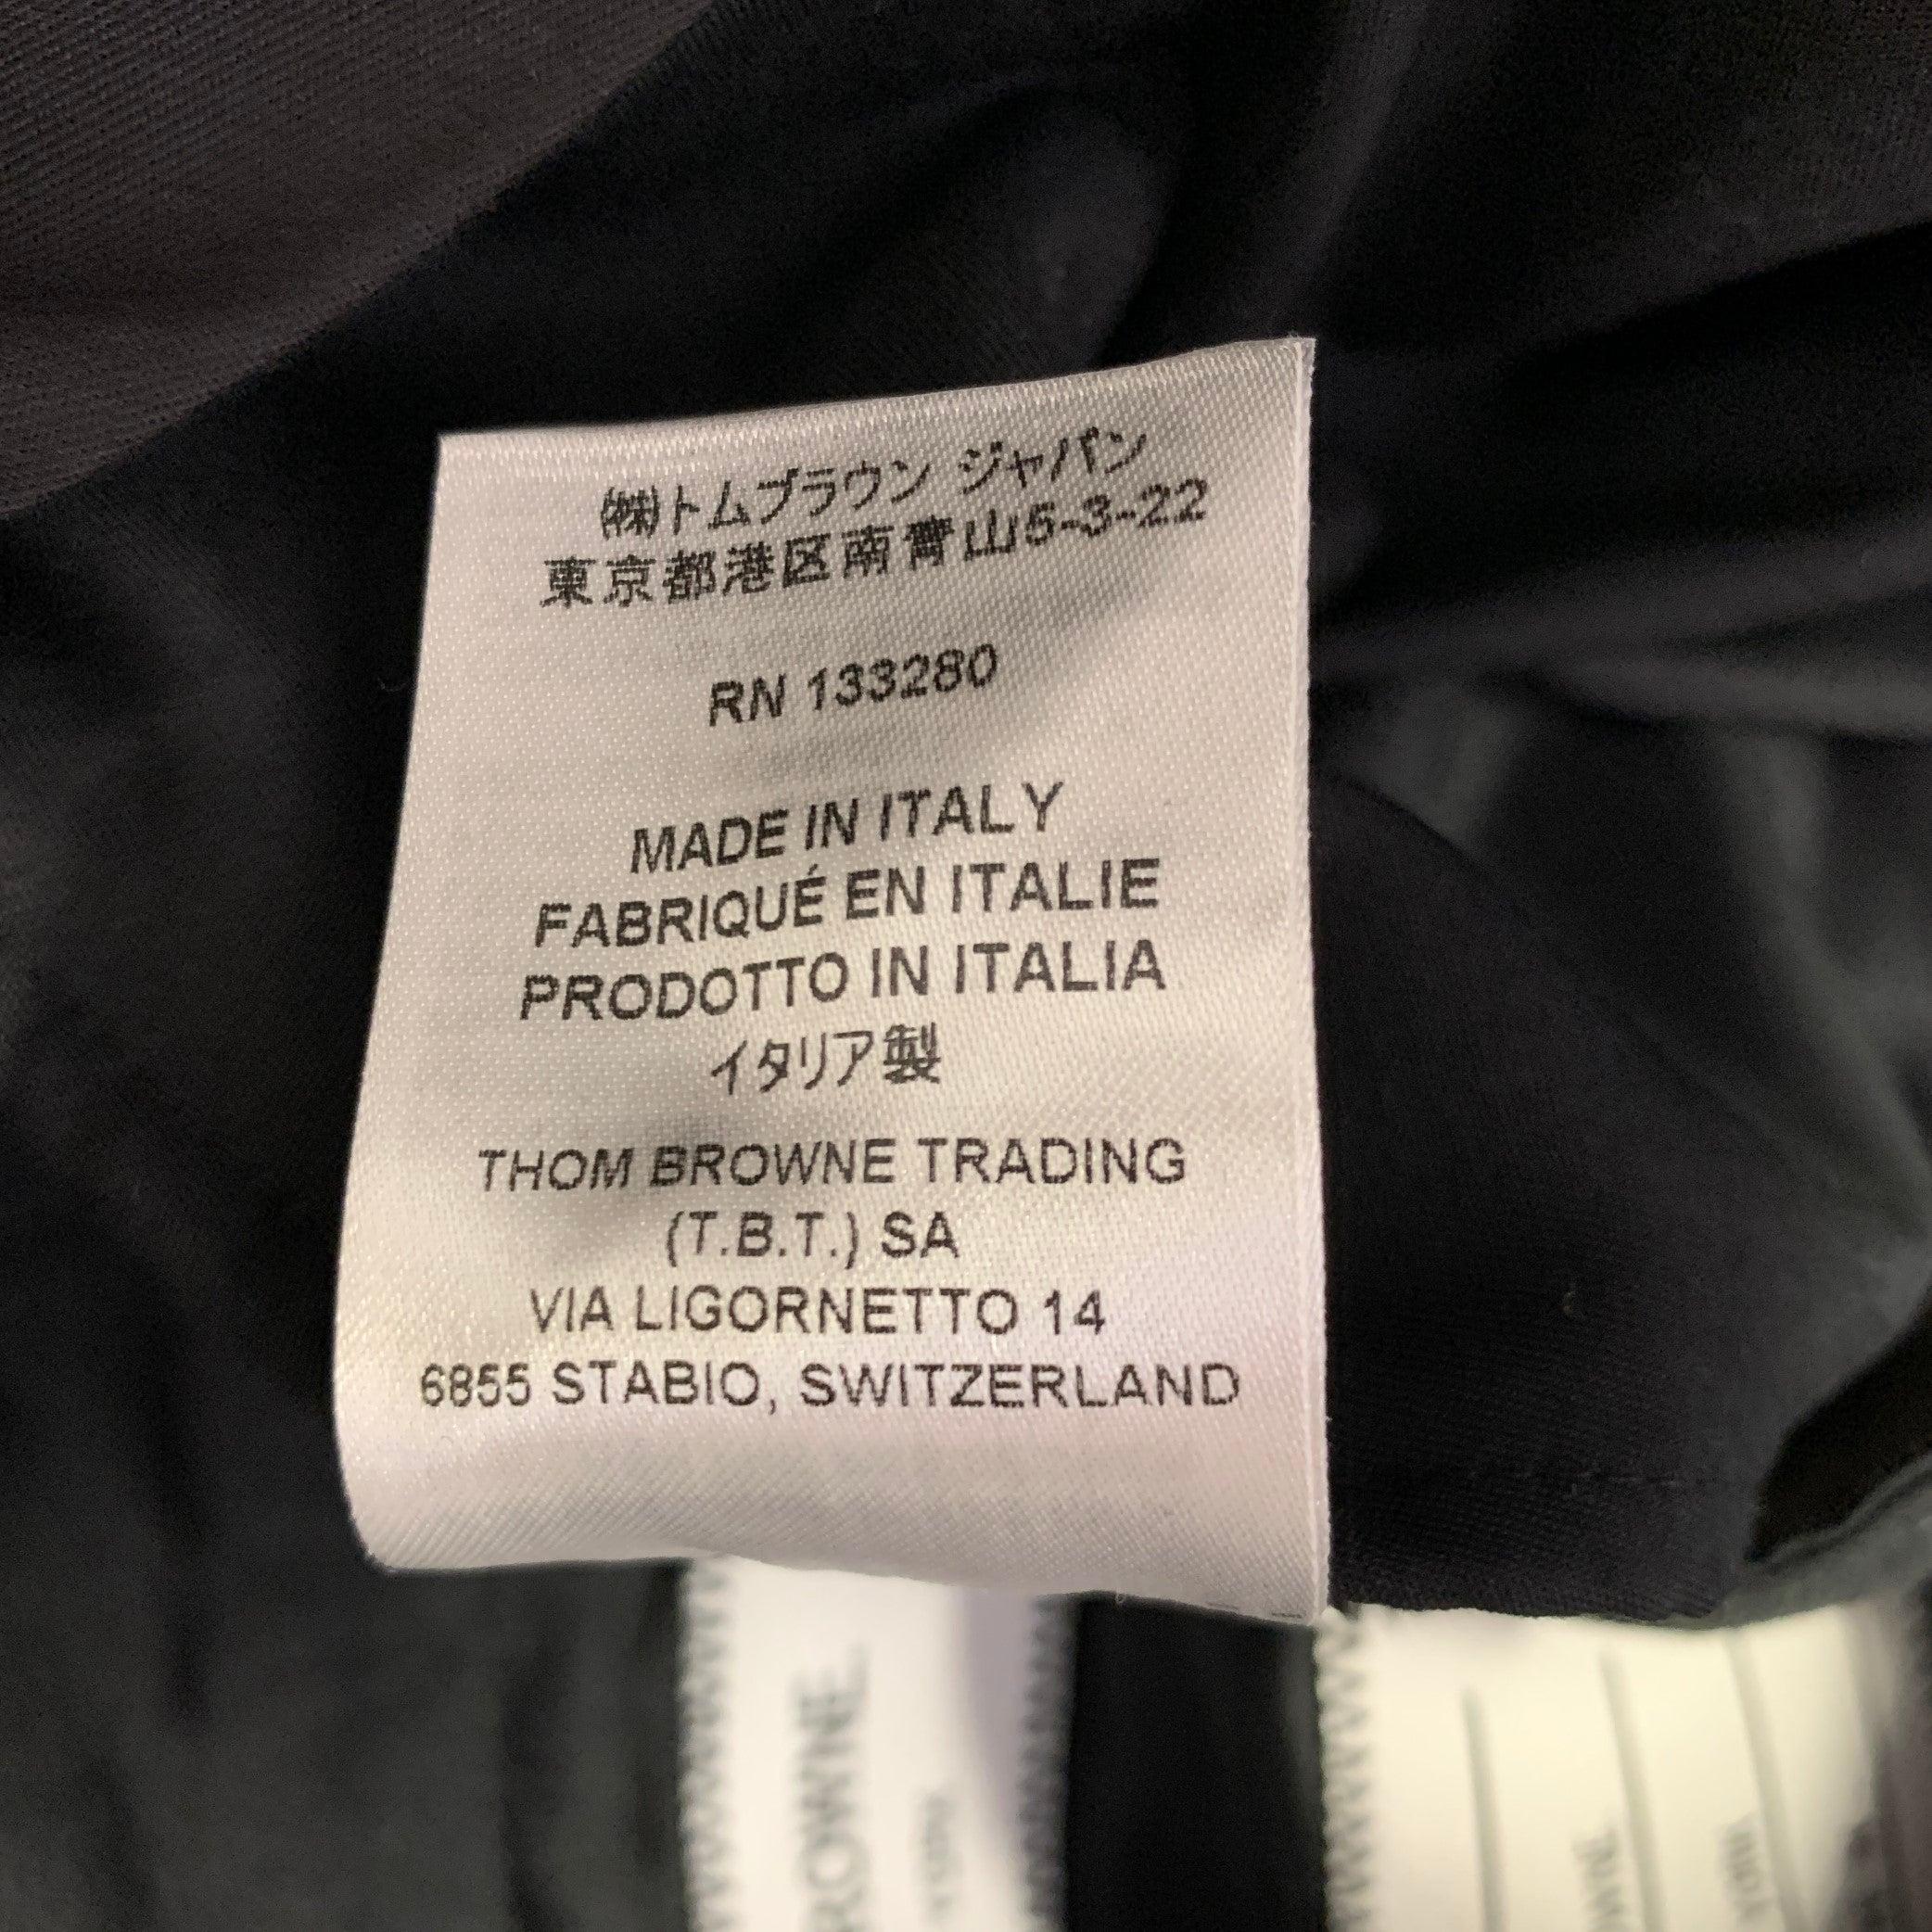 ㈱トムブラウン ジャパン
東京都港区南青山5-3-22
RN 133280
MADE IN ITALY
FABRIQUÉ EN ITALIE
PRODOTTO IN ITALIA
イタリア製
THOM BROWNE TRADING
(T.B.T.) SA
VIA LIGORNETTO 14
6855 STABIO, SWITZERLAND